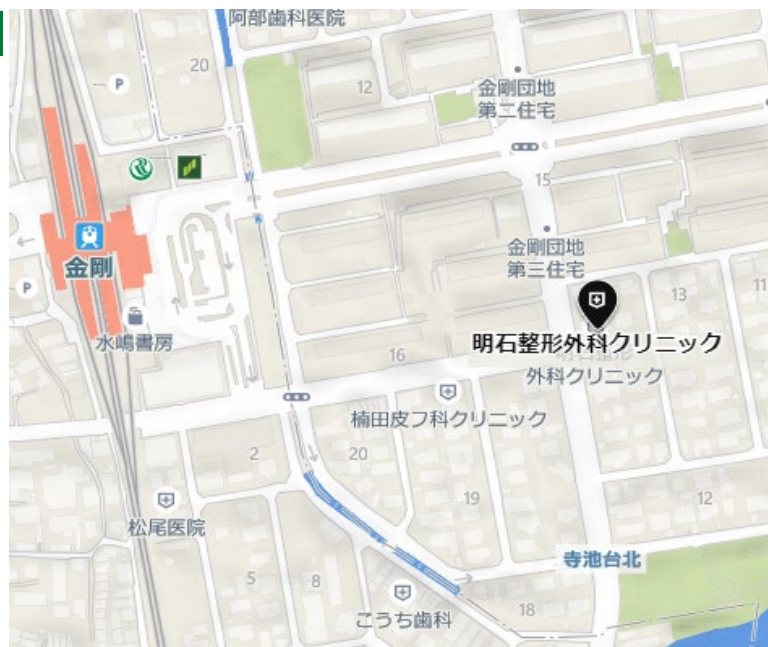 阿部歯科医院
20
P
12
金剛団地
第二住宅
15
金剛
金剛団地
第三住宅
P
13
11
水嶋書房
明石整形外科クリニック
16
外科クリニック
楠田皮フ科クリニック
2
20
19
12
松尾医院
寺池台北
5
8
18
こうち歯科